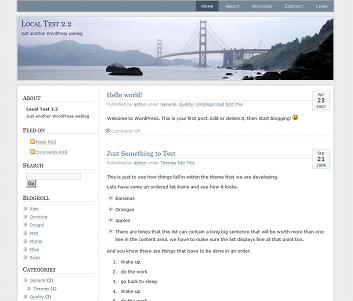 Home About Archives Contact Links
Local Test 2.2
Just another WordPress weblog
About
Local Test 2.2
Just another WordPress weblog
Feed on
Posts RSS
Comments RSS
Search
Go
Blogroll
Alex
Donncha
Dougal
Matt
Michel
Mike
Ryan
Categories
General (2)
Themes (1)
Quality (3)
Hello world!
Published by admin under General, Quality, Uncategorized Edit This
Apr
23
2007
Welcome to WordPress. This is your first post. Edit or delete it, then start blogging!
Comments Off
Just Something to Test
Published by admin under Themes Edit This
Sep
21
2006
This is just to see how things fall in within the theme that we are developing.
Lets have some un ordered list items and see how it looks.
Bananas
Oranges
Apples
There are times that this list can contain a long big sentence that will be worth more than one
line in the content area. we have to make sure the list displays fine at that point too.
And you know there are things that have to be done in order.
1. Wake up
2. do the work
3. go back to sleep
4. Wake up
5. do the work